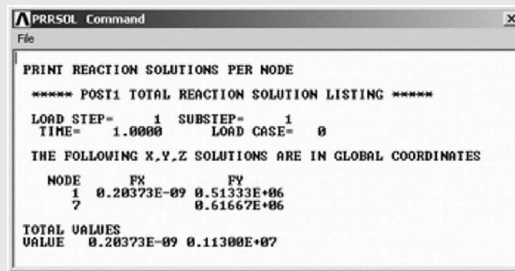 PRRSOL Command
File
PRINT REACTION SOLUTIONS PER NODE
***** POST1 TOTAL REACTION SOLUTION LISTING *****
LOAD STEP= 1 SUBSTEP= 1
TIME= 1.0000 LOAD CASE= 0
THE FOLLOWING X,Y,Z SOLUTIONS ARE IN GLOBAL COORDINATES
NODE FX FY
1 0.20373E-09 0.51333E+06
7 0.61667E+06
TOTAL VALUES
VALUE 0.20373E-09 0.11300E+07